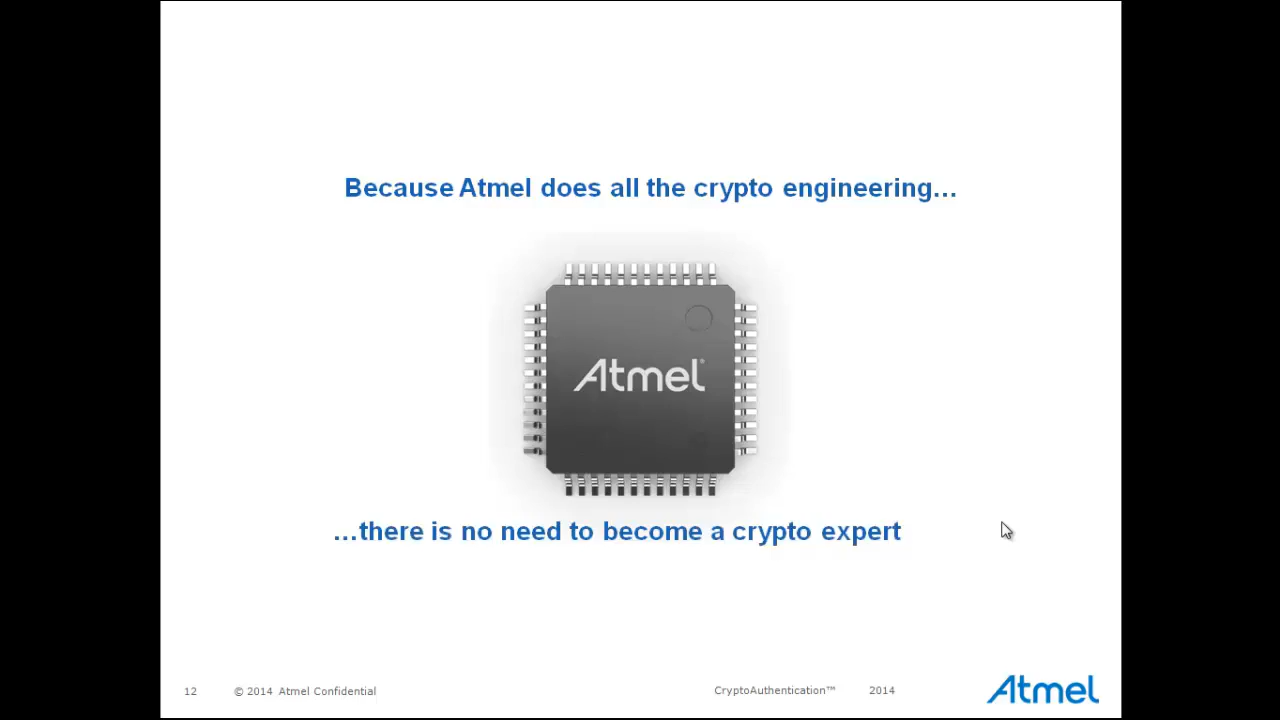 Because Atmel does all the crypto engineering…
Atmel®
…there is no need to become a crypto expert
12 © 2014 Atmel Confidential CryptoAuthentication™ 2014 Atmel